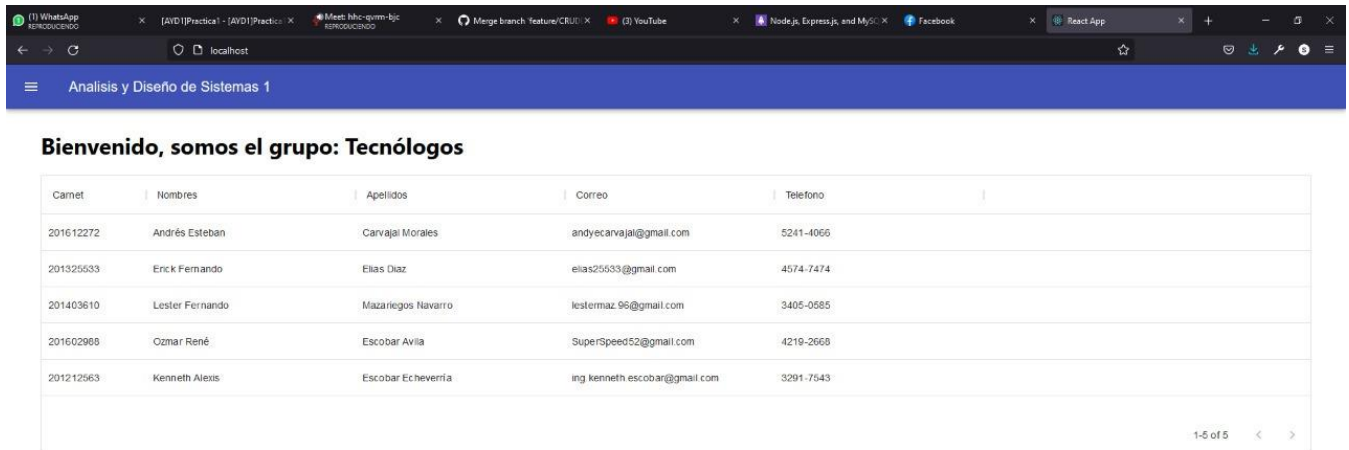 (1) WhatsApp
REPRODUCIENDO
[AYD1]Practica1 - [AYD1]Practica
Meet: hhc-qvrm-bjc
REPRODUCIENDO
Merge branch 'feature/CRUD
(3) YouTube
Node.js, Express.js, and MySQ
Facebook
React App
localhost
S
Analisis y Diseño de Sistemas 1
Bienvenido, somos el grupo: Tecnólogos
Carnet Nombres Apellidos Correo Telefono
201612272 Andrés Esteban Carvajal Morales andyecarvajal@gmail.com 5241-4066
201325533 Erick Fernando Elias Diaz elias25533@gmail.com 4574-7474
201403610 Lester Fernando Mazariegos Navarro lestermaz.96@gmail.com 3405-0585
201602988 Ozmar René Escobar Avila SuperSpeed52@gmail.com 4219-2668
201212563 Kenneth Alexis Escobar Echeverría ing.kenneth.escobar@gmail.com 3291-7543
1-5 of 5